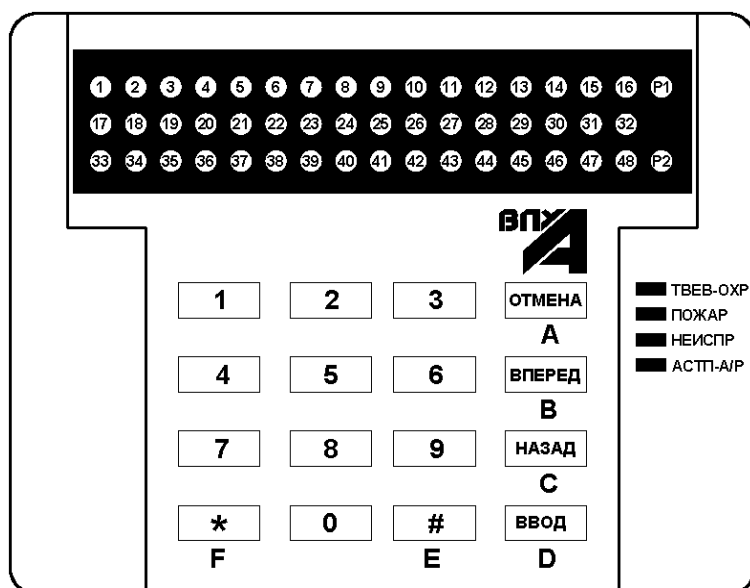 1 2 3 4 5 6 7 8 9 10 11 12 13 14 15 16 P1
17 18 19 20 21 22 23 24 25 26 27 28 29 30 31 32
33 34 35 36 37 38 39 40 41 42 43 44 45 46 47 48 P2
ВПУ
А
1 2 3 ОТМЕНА
A
4 5 6 ВПЕРЕД
B
7 8 9 НАЗАД
C
* 0 # ВВОД
F E D
ТВЕВ-ОХР
ПОЖАР
НЕИСПР
АСТП-А/Р